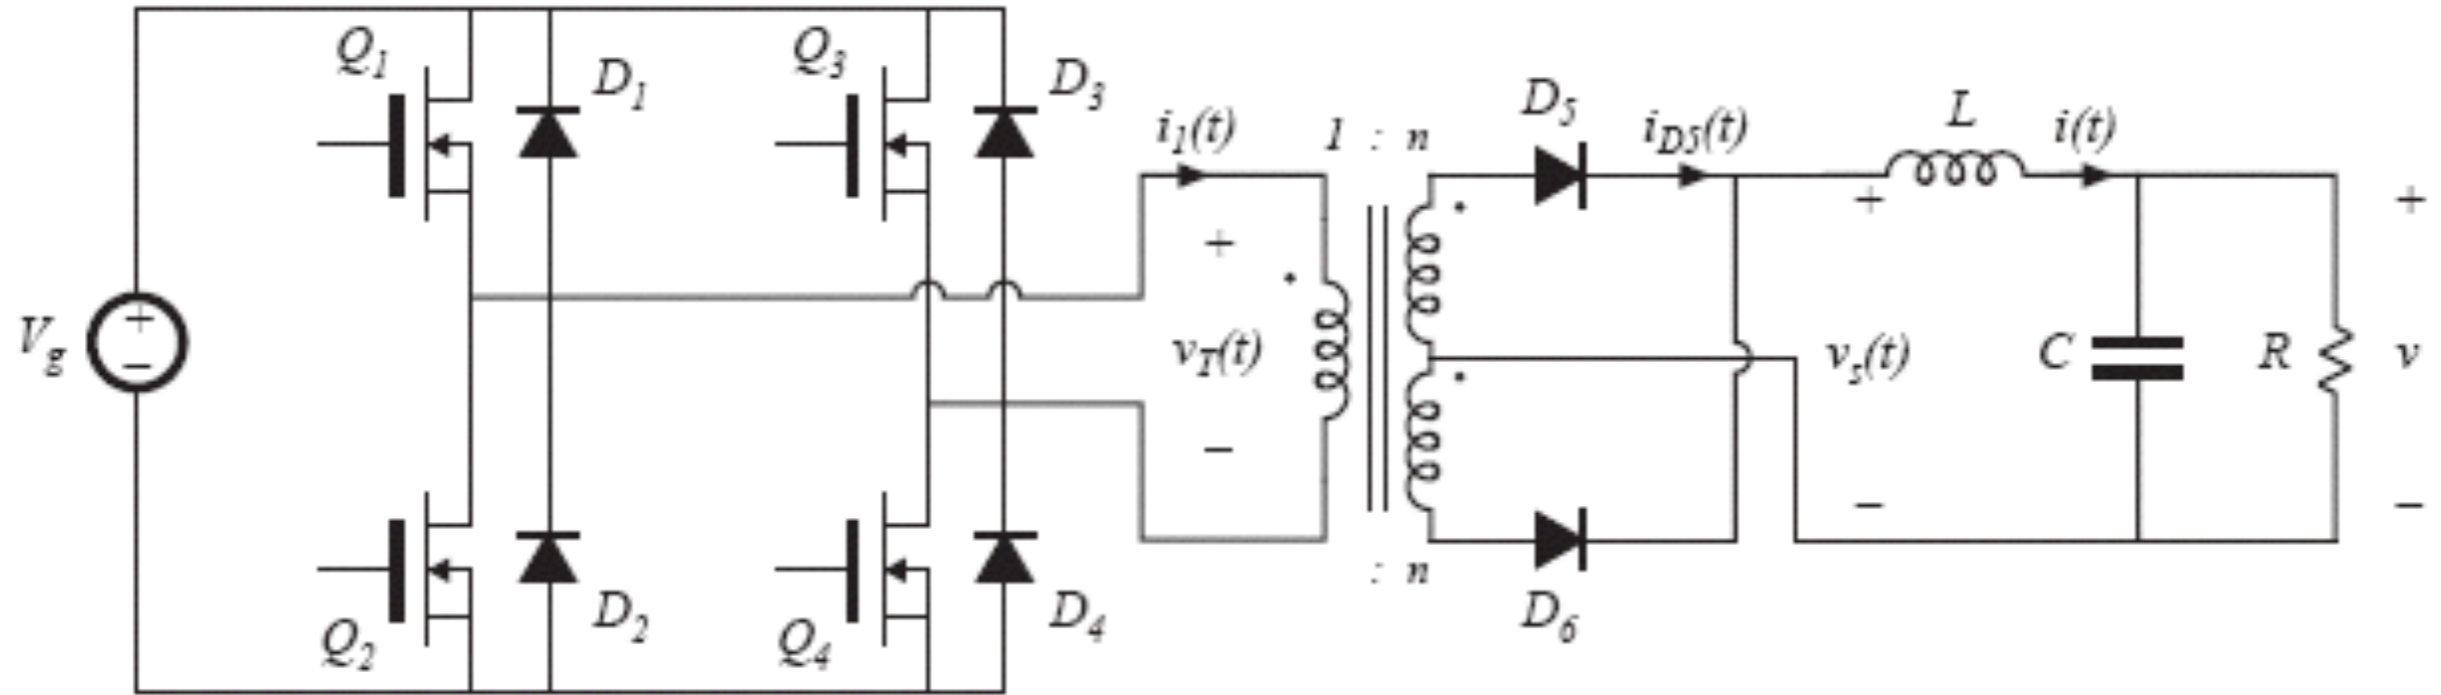 Q1
D1
Q3
D3
i1(t)
1 : n
D5
iD5(t)
L
i(t)
+
+
+
Vg
+
−
vT(t)
vs(t)
C
R
v
−
−
−
: n
Q2
D2
Q4
D4
D6